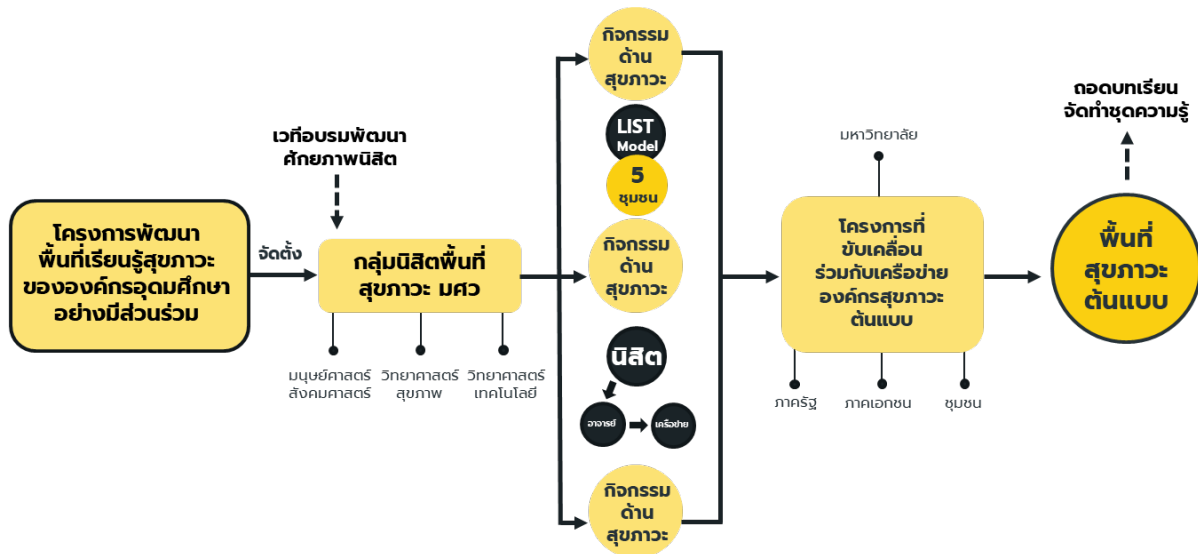 โครงการพัฒนา
พื้นที่เรียนรู้สุขภาวะ
ขององค์กรอุดมศึกษา
อย่างมีส่วนร่วม
จัดตั้ง
เวทีอบรมพัฒนา
ศักยภาพนิสิต
กลุ่มนิสิตพื้นที่
สุขภาวะ มศว
มนุษย์ศาสตร์
สังคมศาสตร์
วิทยาศาสตร์
สุขภาพ
วิทยาศาสตร์
เทคโนโลยี
กิจกรรม
ด้าน
สุขภาวะ
LIST
Model
5
ชุมชน
กิจกรรม
ด้าน
สุขภาวะ
นิสิต
อาจารย์
เครือข่าย
กิจกรรม
ด้าน
สุขภาวะ
มหาวิทยาลัย
โครงการที่
ขับเคลื่อน
ร่วมกับเครือข่าย
องค์กรสุขภาวะ
ต้นแบบ
ภาครัฐ
ภาคเอกชน
ชุมชน
ถอดบทเรียน
จัดทำชุดความรู้
พื้นที่
สุขภาวะ
ต้นแบบ